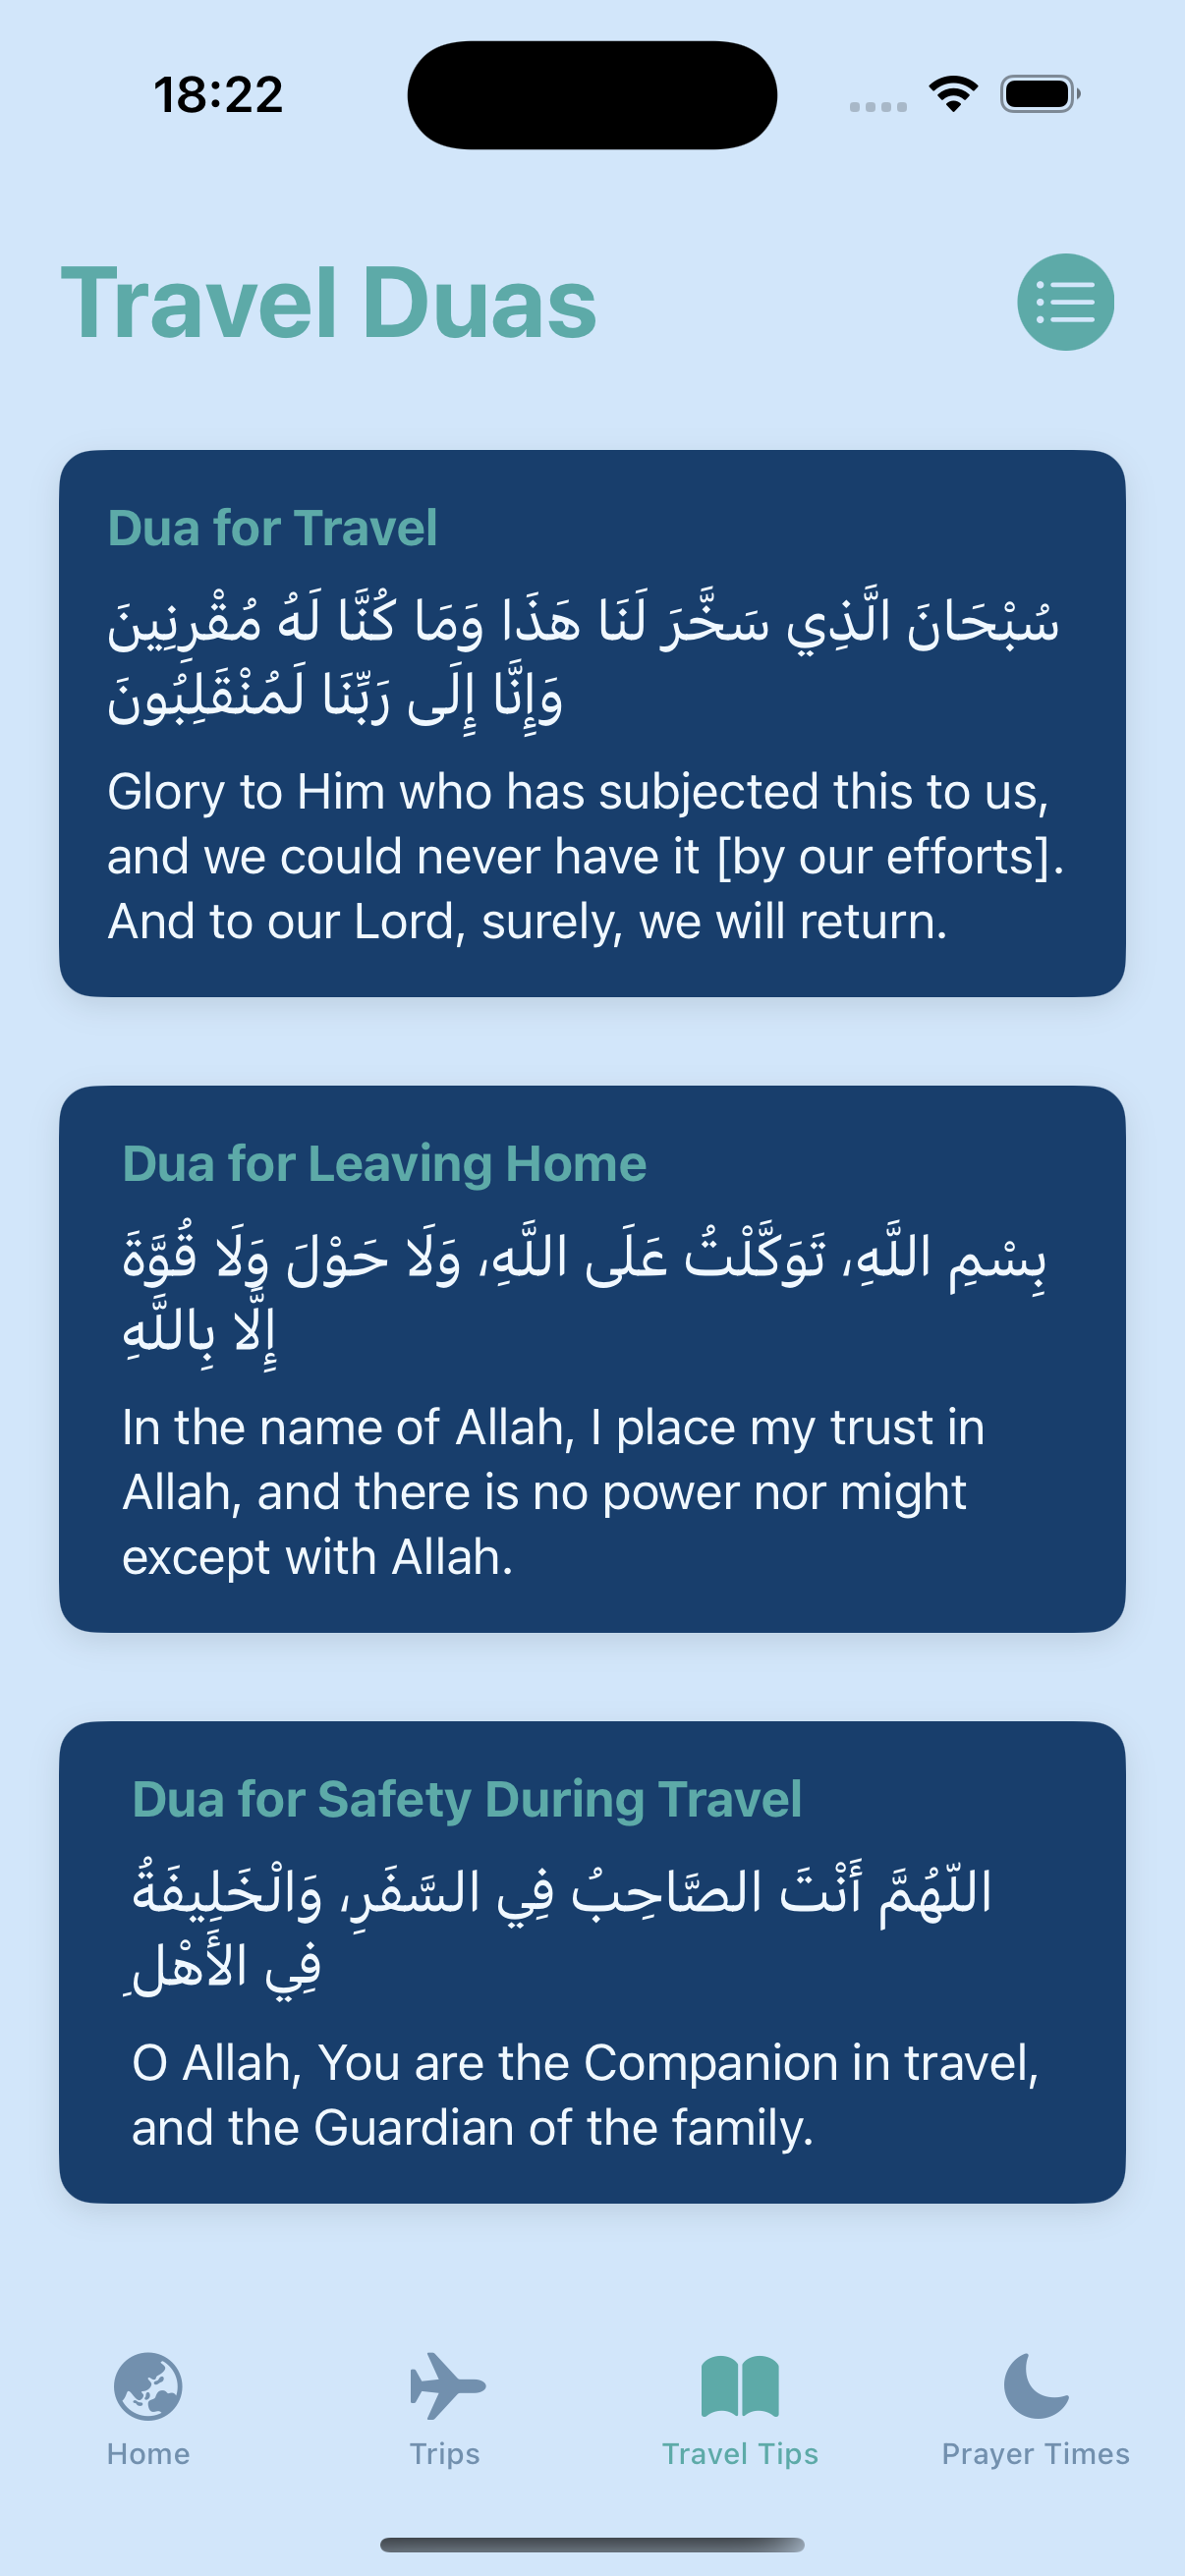 18:22
Travel Duas
Dua for Travel
سُبْحَانَ الَّذِي سَخَّرَ لَنَا هَذَا وَمَا كُنَّا لَهُ مُقْرِنِينَ
وَإِنَّا إِلَى رَبِّنَا لَمُنْقَلِبُونَ
Glory to Him who has subjected this to us,
and we could never have it [by our efforts].
And to our Lord, surely, we will return.
Dua for Leaving Home
بِسْمِ اللَّهِ، تَوَكَّلْتُ عَلَى اللَّهِ، وَلَا حَوْلَ وَلَا قُوَّةَ
إِلَّا بِاللَّهِ
In the name of Allah, I place my trust in
Allah, and there is no power nor might
except with Allah.
Dua for Safety During Travel
اللّهُمَّ أَنْتَ الصَّاحِبُ فِي السَّفَرِ، وَالْخَلِيفَةُ
فِي الأَهْلِ
O Allah, You are the Companion in travel,
and the Guardian of the family.
Home
Trips
Travel Tips
Prayer Times